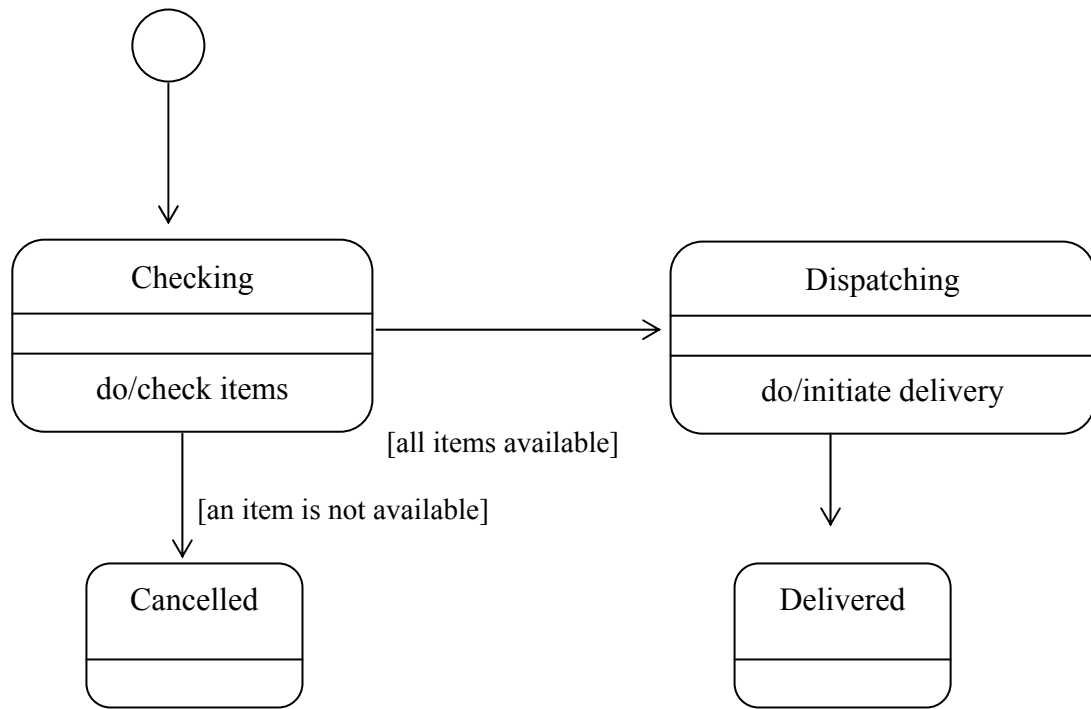 Checking
Dispatching
do/check items
do/initiate delivery
[all items available]
[an item is not available]
Cancelled
Delivered